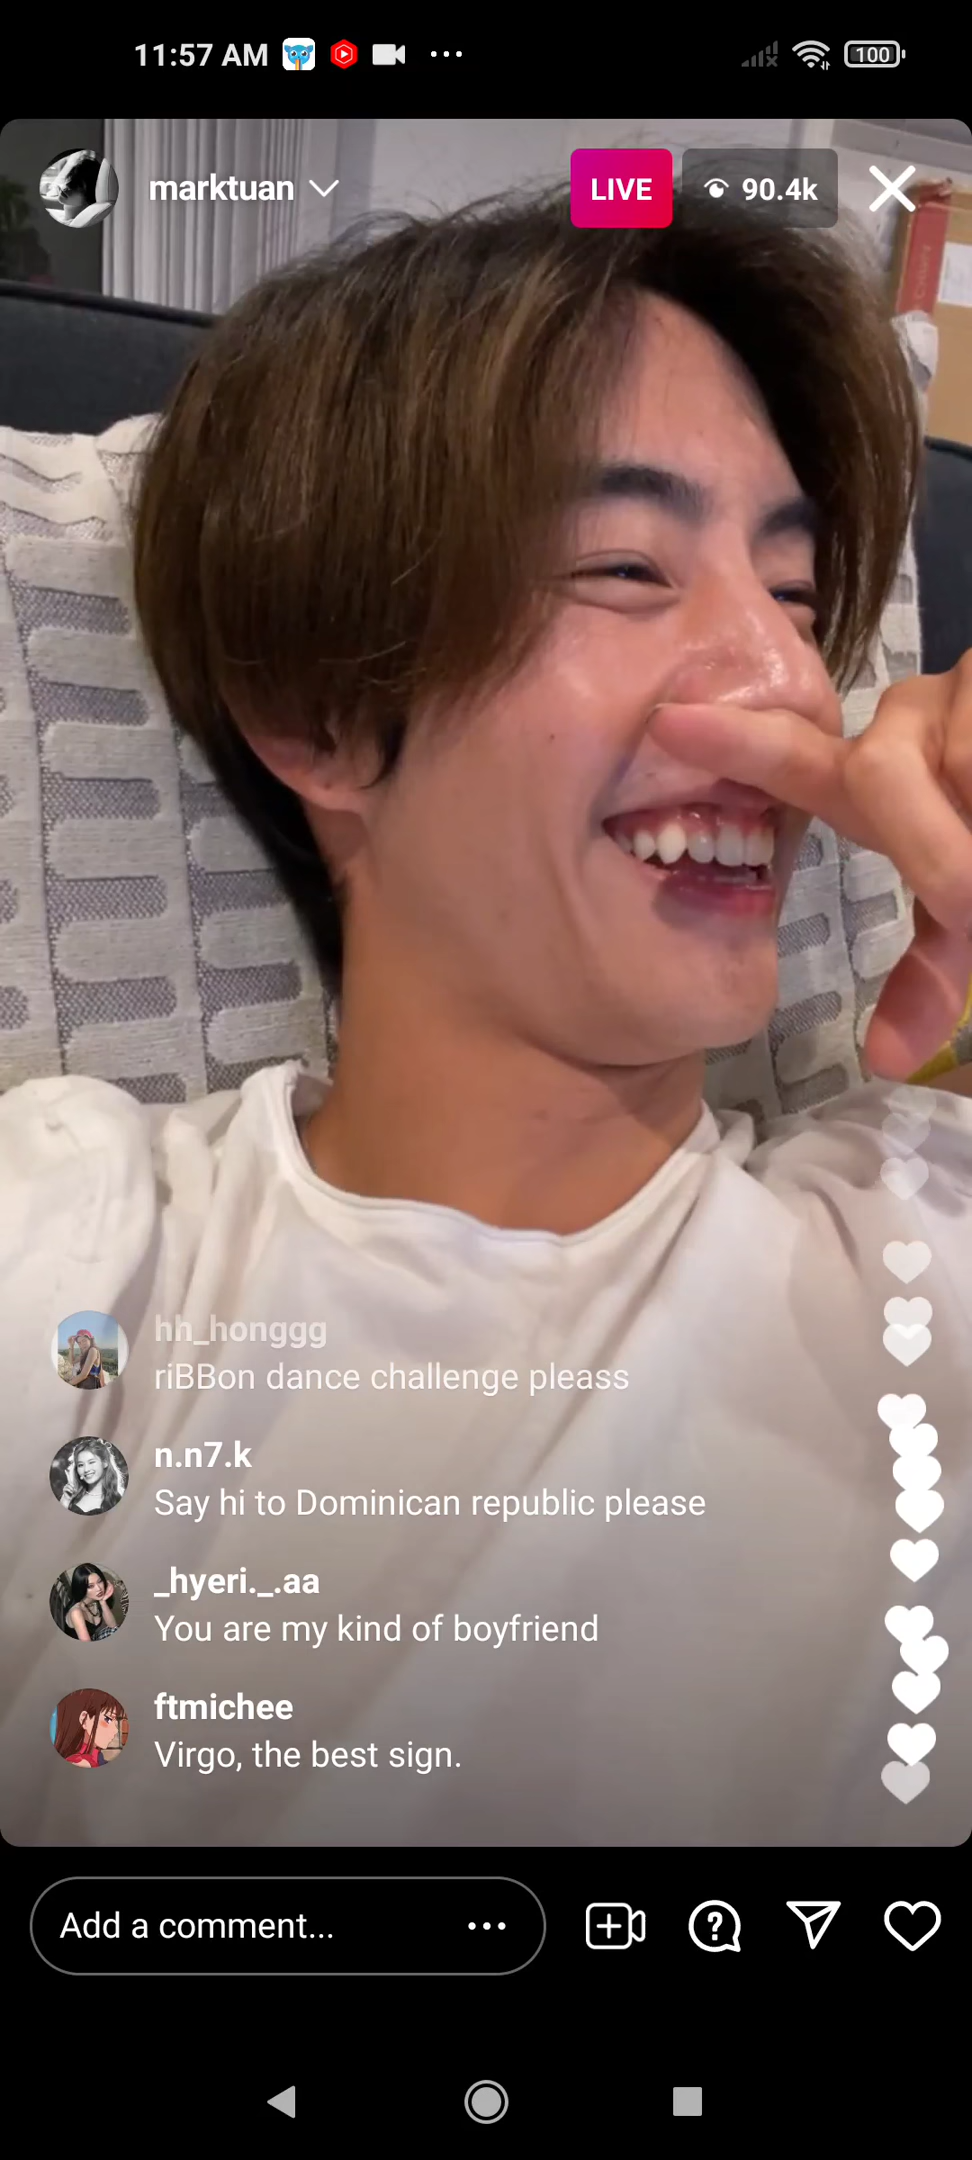 11:57 AM
100
marktuan
LIVE
90.4k
hh_honggg
riBBon dance challenge pleass
n.n7.k
Say hi to Dominican republic please
_hyeri._.aa
You are my kind of boyfriend
ftmichee
Virgo, the best sign.
Add a comment...